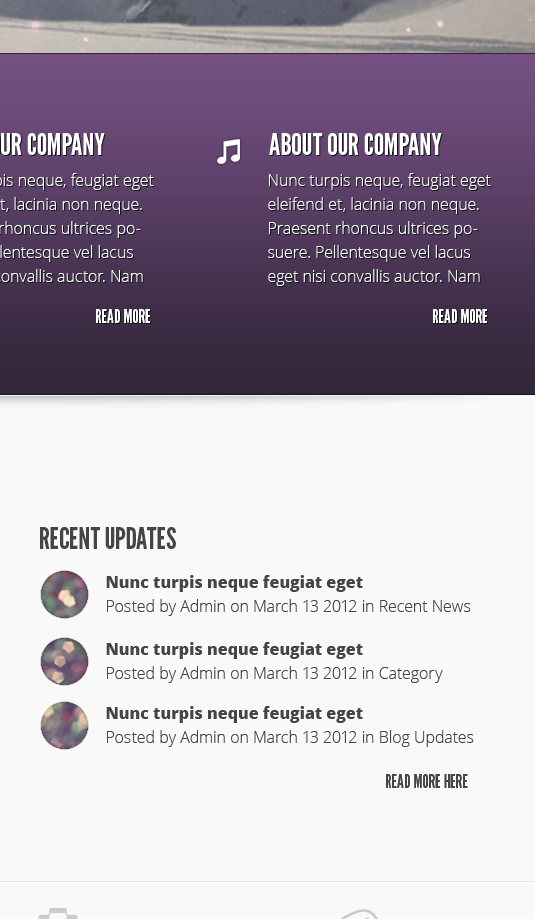 UR COMPANY
is neque, feugiat eget
t, lacinia non neque.
rhoncus ultrices po-
lentesque vel lacus
onvallis auctor. Nam
READ MORE
ABOUT OUR COMPANY
Nunc turpis neque, feugiat eget
eleifend et, lacinia non neque.
Praesent rhoncus ultrices po-
suere. Pellentesque vel lacus
eget nisi convallis auctor. Nam
READ MORE
RECENT UPDATES
Nunc turpis neque feugiat eget
Posted by Admin on March 13 2012 in Recent News
Nunc turpis neque feugiat eget
Posted by Admin on March 13 2012 in Category
Nunc turpis neque feugiat eget
Posted by Admin on March 13 2012 in Blog Updates
READ MORE HERE